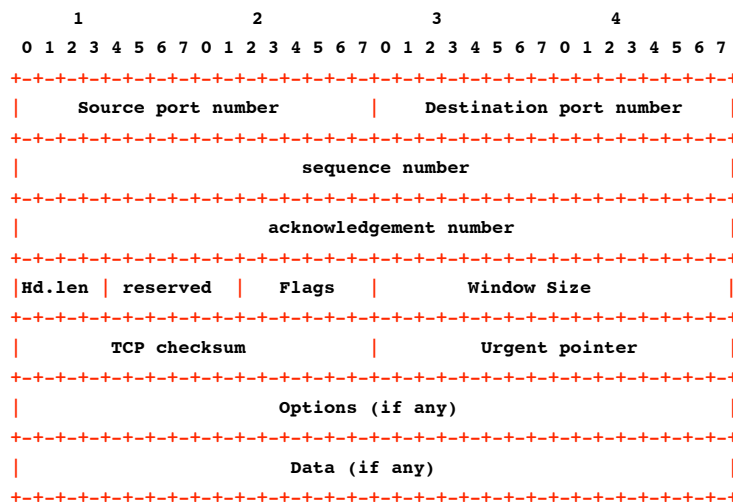 1 2 3 4
0 1 2 3 4 5 6 7 0 1 2 3 4 5 6 7 0 1 2 3 4 5 6 7 0 1 2 3 4 5 6 7
+-+-+-+-+-+-+-+-+-+-+-+-+-+-+-+-+-+-+-+-+-+-+-+-+-+-+-+-+-+-+-+-+
| Source port number | Destination port number |
+-+-+-+-+-+-+-+-+-+-+-+-+-+-+-+-+-+-+-+-+-+-+-+-+-+-+-+-+-+-+-+-+
| sequence number |
+-+-+-+-+-+-+-+-+-+-+-+-+-+-+-+-+-+-+-+-+-+-+-+-+-+-+-+-+-+-+-+-+
| acknowledgement number |
+-+-+-+-+-+-+-+-+-+-+-+-+-+-+-+-+-+-+-+-+-+-+-+-+-+-+-+-+-+-+-+-+
|Hd.len | reserved | Flags | Window Size |
+-+-+-+-+-+-+-+-+-+-+-+-+-+-+-+-+-+-+-+-+-+-+-+-+-+-+-+-+-+-+-+-+
| TCP checksum | Urgent pointer |
+-+-+-+-+-+-+-+-+-+-+-+-+-+-+-+-+-+-+-+-+-+-+-+-+-+-+-+-+-+-+-+-+
| Options (if any) |
+-+-+-+-+-+-+-+-+-+-+-+-+-+-+-+-+-+-+-+-+-+-+-+-+-+-+-+-+-+-+-+-+
| Data (if any) |
+-+-+-+-+-+-+-+-+-+-+-+-+-+-+-+-+-+-+-+-+-+-+-+-+-+-+-+-+-+-+-+-+